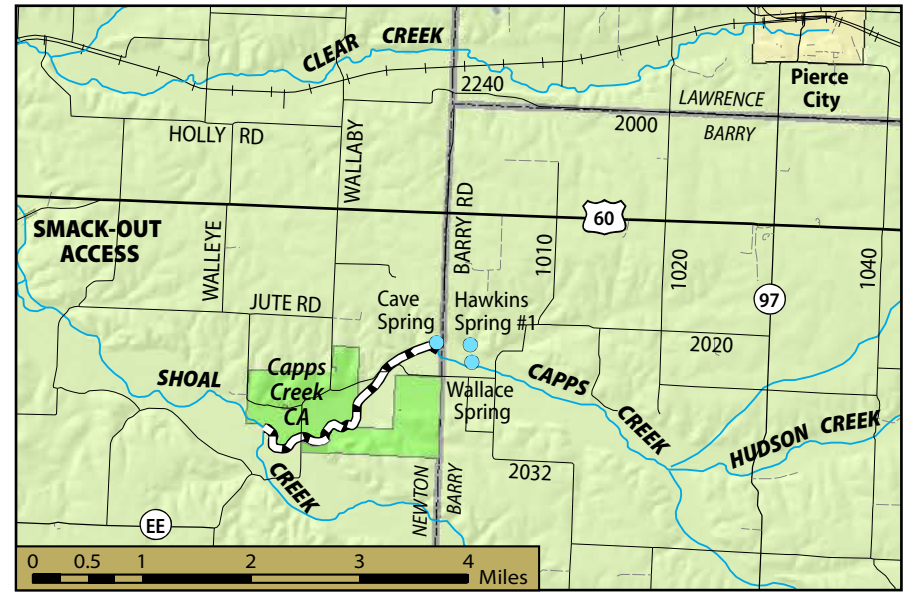 CLEAR CREEK
Pierce
City
2240
LAWRENCE
2000
BARRY
HOLLY RD
WALLABY
BARRY RD
60
SMACK-OUT
ACCESS
WALLEYE
1010
1020
1040
97
JUTE RD
Cave
Spring
Hawkins
Spring #1
2020
Capps
Creek
CA
SHOAL
CREEK
Wallace
Spring
CAPPS
CREEK
HUDSON CREEK
2032
NEWTON
BARRY
EE
0 0.5 1 2 3 4
Miles